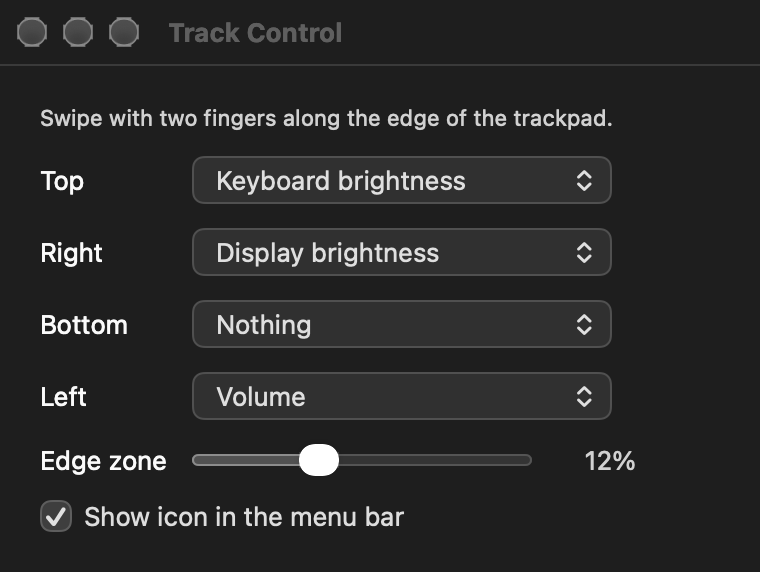 Track Control
Swipe with two fingers along the edge of the trackpad.
Top Keyboard brightness
Right Display brightness
Bottom Nothing
Left Volume
Edge zone 12%
Show icon in the menu bar